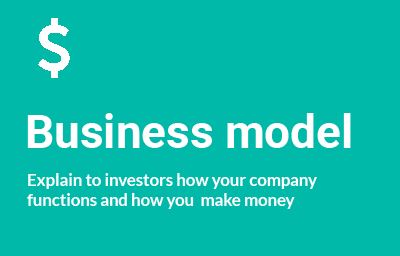 $
Business model
Explain to investors how your company
functions and how you  make money